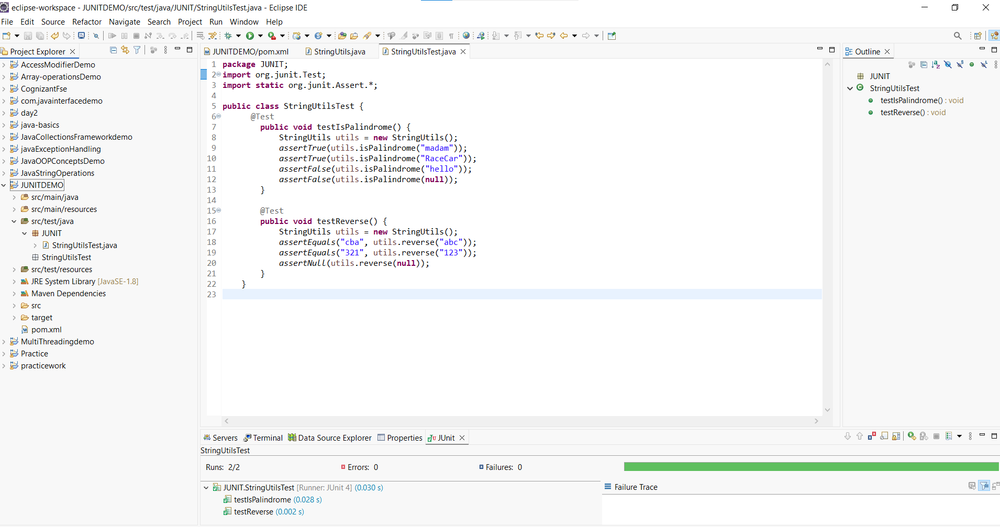 eclipse-workspace - JUNITDEMO/src/test/java/JUNIT/StringUtilsTest.java - Eclipse IDE
File Edit Source Refactor Navigate Search Project Run Window Help
Project Explorer
AccessModifierDemo
Array-operationsDemo
CognizantFse
com.javainterfacedemo
day2
java-basics
JavaCollectionsFrameworkdemo
javaExceptionHandling
JavaOOPConceptsDemo
JavaStringOperations
JUNITDEMO
src/main/java
src/main/resources
src/test/java
JUNIT
StringUtilsTest.java
StringUtilsTest
src/test/resources
JRE System Library [JavaSE-1.8]
Maven Dependencies
src
target
pom.xml
MultiThreadingdemo
Practice
practicework
JUNITDEMO/pom.xml StringUtils.java StringUtilsTest.java
1 package JUNIT;
2 import org.junit.Test;
3 import static org.junit.Assert.*;
4
5 public class StringUtilsTest {
6 @Test
7 public void testIsPalindrome() {
8 StringUtils utils = new StringUtils();
9 assertTrue(utils.isPalindrome("madam"));
10 assertTrue(utils.isPalindrome("RaceCar"));
11 assertFalse(utils.isPalindrome("hello"));
12 assertFalse(utils.isPalindrome(null));
13 }
14
15 @Test
16 public void testReverse() {
17 StringUtils utils = new StringUtils();
18 assertEquals("cba", utils.reverse("abc"));
19 assertEquals("321", utils.reverse("123"));
20 assertNull(utils.reverse(null));
21 }
22 }
23
Outline
JUNIT
StringUtilsTest
testIsPalindrome() : void
testReverse() : void
Servers Terminal Data Source Explorer Properties JUnit
StringUtilsTest
Runs: 2/2 Errors: 0 Failures: 0
JUNIT.StringUtilsTest [Runner: JUnit 4] (0.030 s)
testIsPalindrome (0.028 s)
testReverse (0.002 s)
Failure Trace